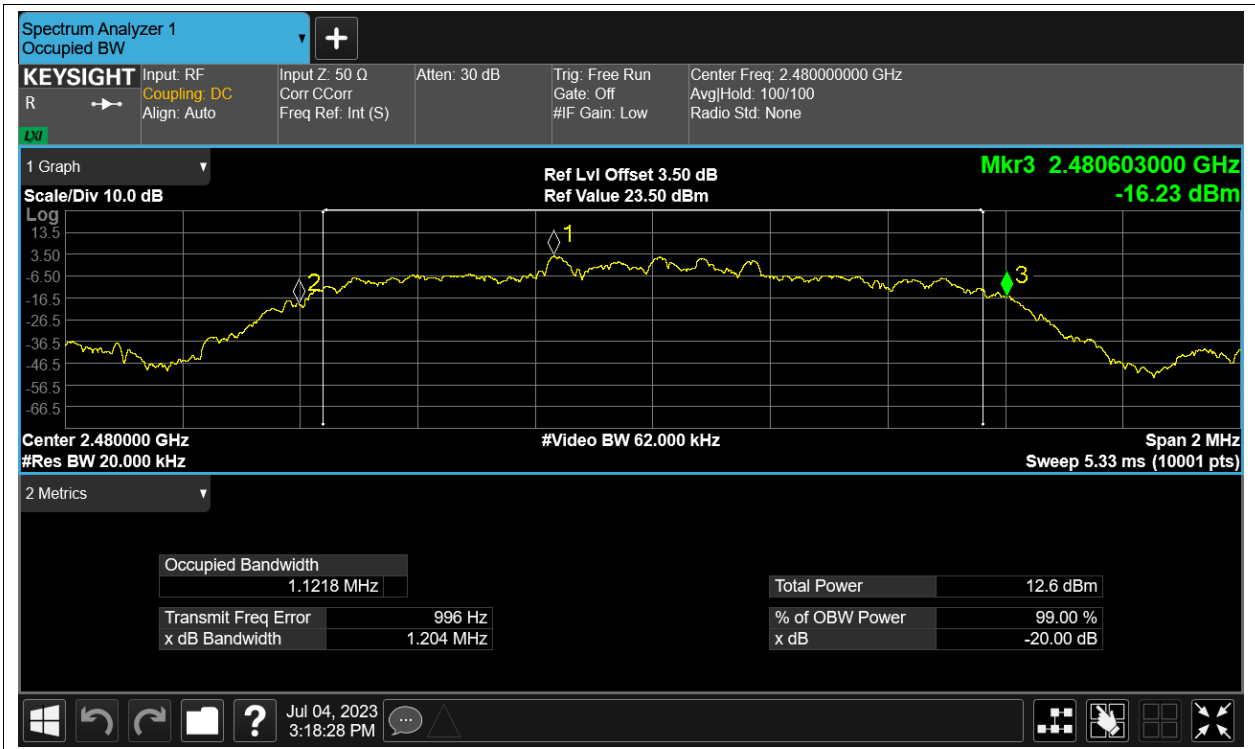 Spectrum Analyzer 1
Occupied BW
KEYSIGHT
R
LXI
Input: RF
Coupling: DC
Align: Auto
Input Z: 50 Ω
Corr CCorr
Freq Ref: Int (S)
Atten: 30 dB
Trig: Free Run
Gate: Off
#IF Gain: Low
Center Freq: 2.480000000 GHz
Avg|Hold: 100/100
Radio Std: None
1 Graph
Scale/Div 10.0 dB
Ref Lvl Offset 3.50 dB
Ref Value 23.50 dBm
Mkr3 2.480603000 GHz
-16.23 dBm
Log
13.5
3.50
-6.50
-16.5
-26.5
-36.5
-46.5
-56.5
-66.5
1
2
3
Center 2.480000 GHz
#Res BW 20.000 kHz
#Video BW 62.000 kHz
Span 2 MHz
Sweep 5.33 ms (10001 pts)
2 Metrics
Occupied Bandwidth
1.1218 MHz
Transmit Freq Error 996 Hz
x dB Bandwidth 1.204 MHz
Total Power 12.6 dBm
% of OBW Power 99.00 %
x dB -20.00 dB
?
Jul 04, 2023
3:18:28 PM